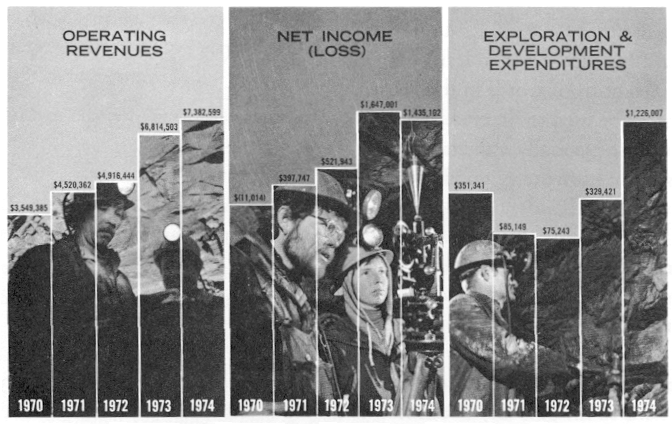 OPERATING
REVENUES
$3,549,385
$4,520,362
$4,916,444
$6,814,503
$7,382,599
1970 1971 1972 1973 1974
NET INCOME
(LOSS)
$(11,014)
$397,747
$521,943
$1,647,001
$1,435,102
1970 1971 1972 1973 1974
EXPLORATION &
DEVELOPMENT
EXPENDITURES
$351,341
$85,149
$75,243
$329,421
$1,226,007
1970 1971 1972 1973 1974